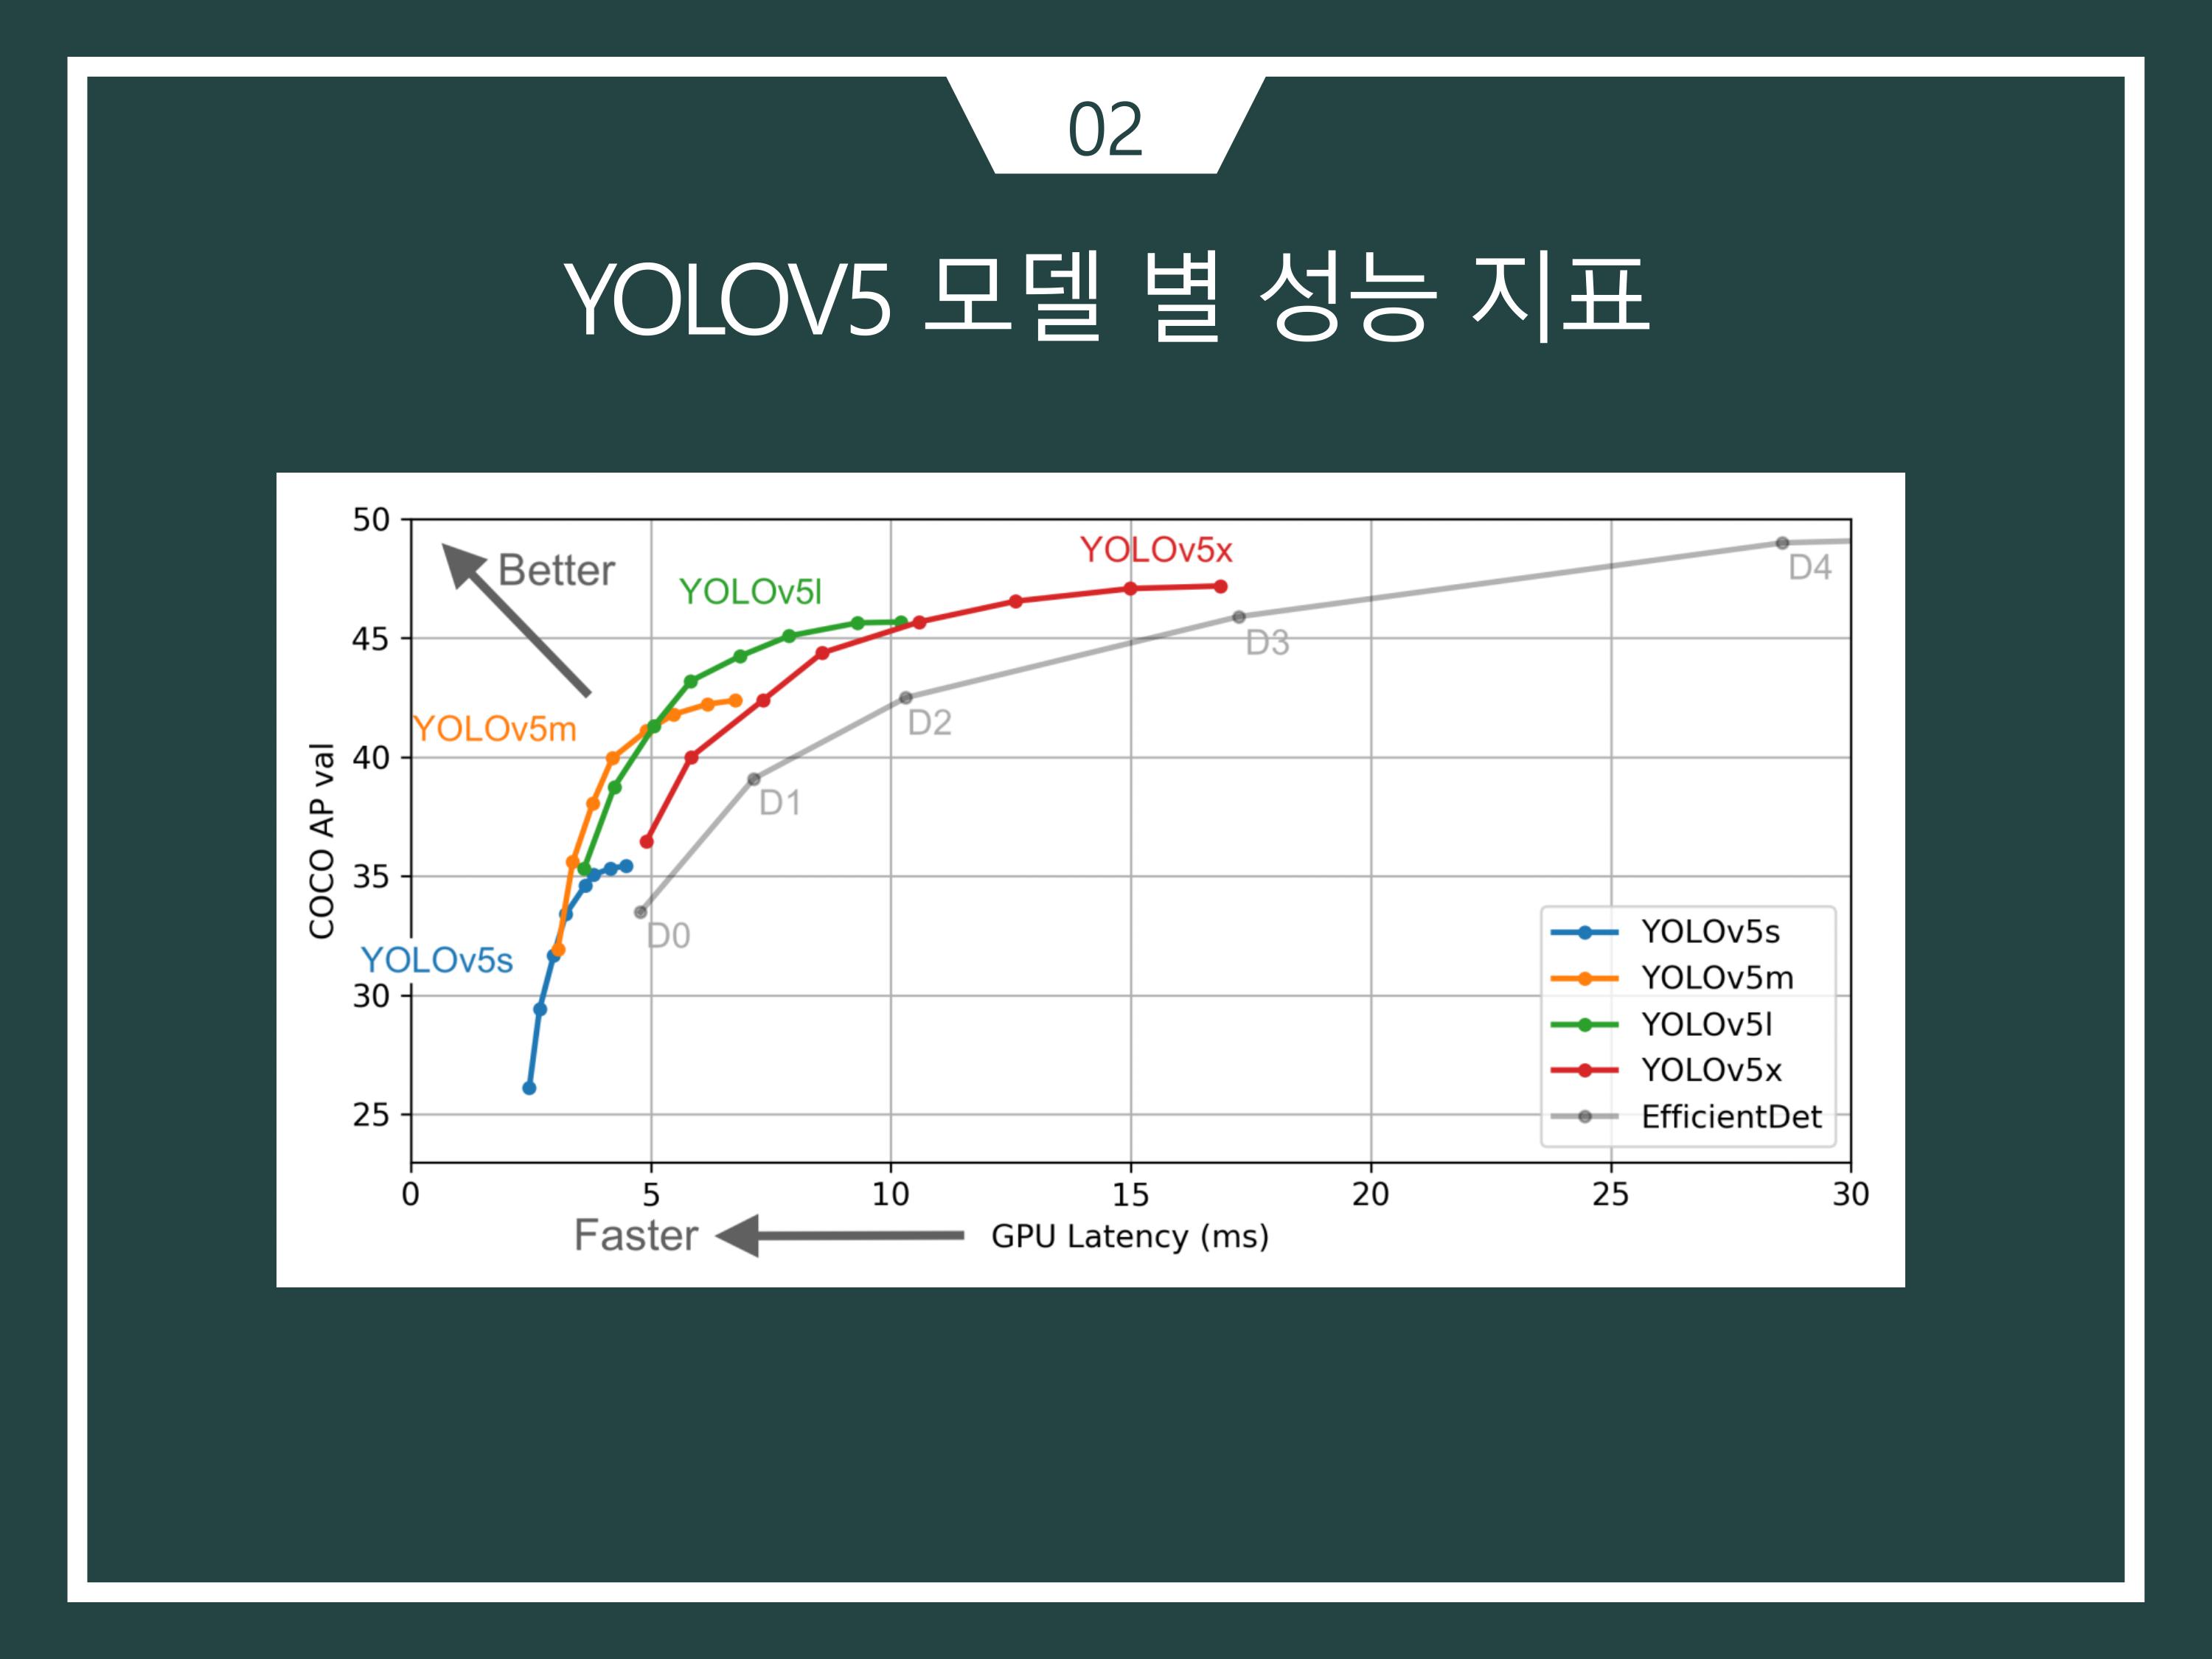 02
YOLOV5 모델 별 성능 지표
50
45
40
35
30
25
COCO AP val
Better
YOLOv5l
YOLOv5x
YOLOv5m
YOLOv5s
D0
D1
D2
D3
D4
YOLOv5s
YOLOv5m
YOLOv5l
YOLOv5x
EfficientDet
0 5 10 15 20 25 30
Faster GPU Latency (ms)